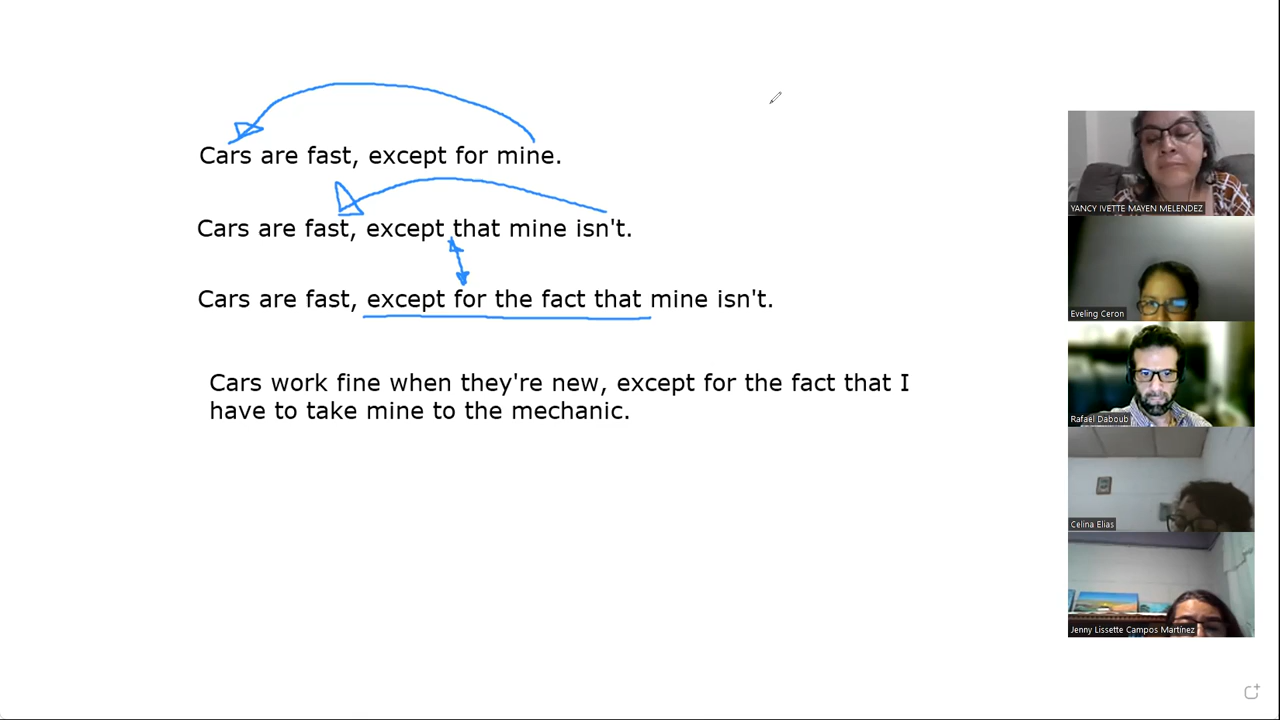 Cars are fast, except for mine.
Cars are fast, except that mine isn't.
Cars are fast, except for the fact that mine isn't.
Cars work fine when they're new, except for the fact that I
have to take mine to the mechanic.
YANCY IVETTE MAYEN MELENDEZ
Eveling Ceron
Rafael Daboub
Celina Elias
Jenny Lissette Campos Martínez